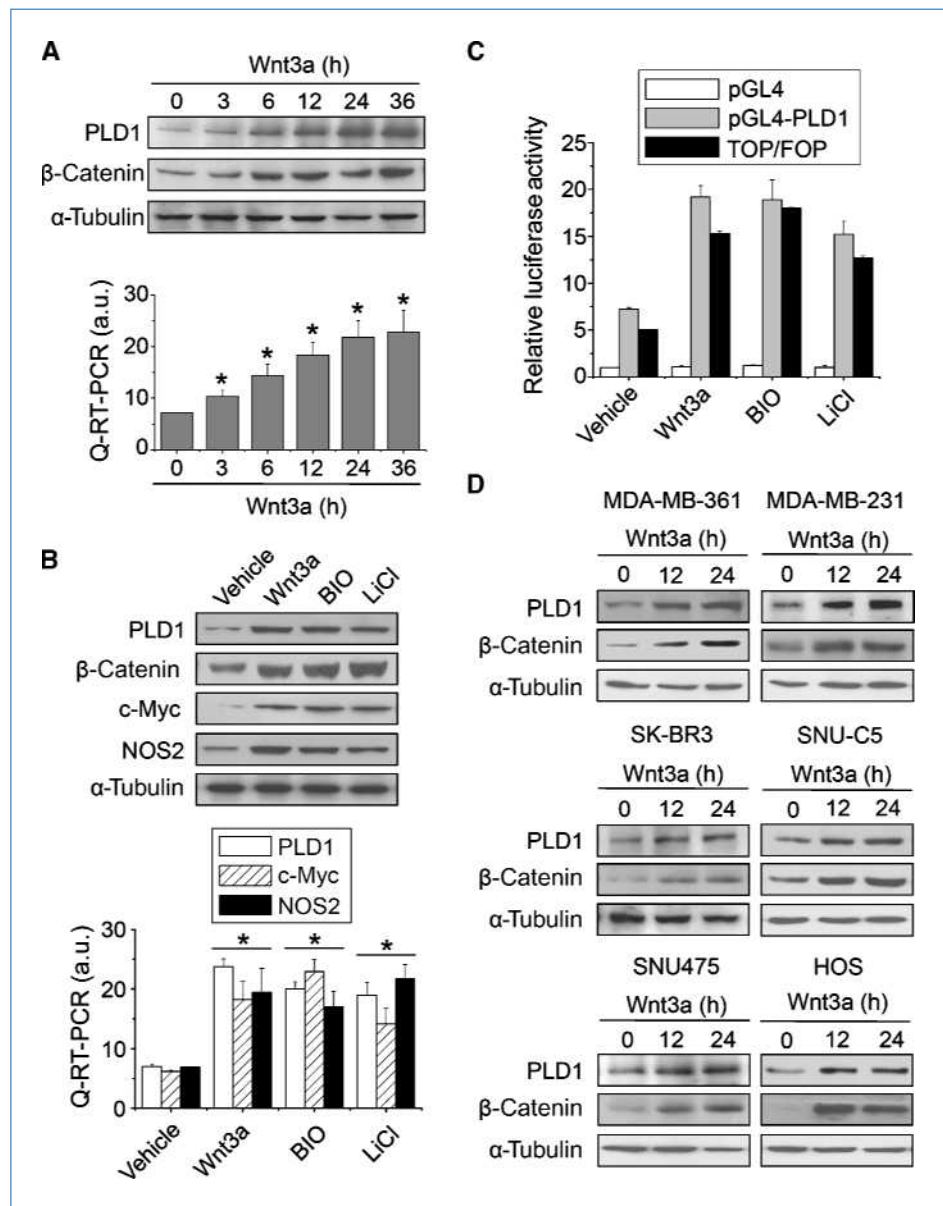 A
Wnt3a (h)
0 3 6 12 24 36
PLD1
β-Catenin
α-Tubulin
Q-RT-PCR (a.u.)
30
20
10
0
* * * * *
0 3 6 12 24 36
Wnt3a (h)
B
Vehicle Wnt3a BIO LiCl
PLD1
β-Catenin
c-Myc
NOS2
α-Tubulin
PLD1
c-Myc
NOS2
Q-RT-PCR (a.u.)
30
20
10
0
* * *
Vehicle Wnt3a BIO LiCl
C
pGL4
pGL4-PLD1
TOP/FOP
Relative luciferase activity
25
20
15
10
5
0
Vehicle Wnt3a BIO LiCl
D
MDA-MB-361 MDA-MB-231
Wnt3a (h) Wnt3a (h)
0 12 24 0 12 24
PLD1
β-Catenin
α-Tubulin
SK-BR3 SNU-C5
Wnt3a (h) Wnt3a (h)
0 12 24 0 12 24
PLD1
β-Catenin
α-Tubulin
SNU475 HOS
Wnt3a (h) Wnt3a (h)
0 12 24 0 12 24
PLD1
β-Catenin
α-Tubulin